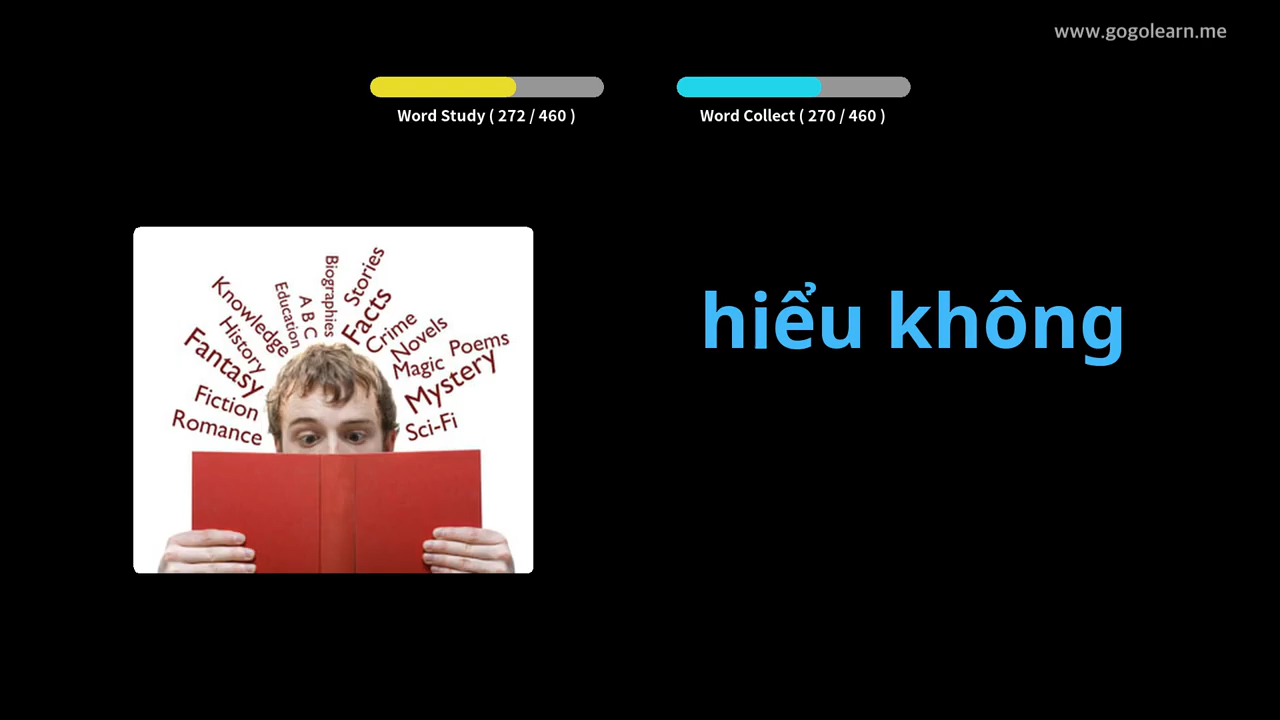 www.gogolearn.me
Word Study ( 272 / 460 )
Word Collect ( 270 / 460 )
hiểu không
Knowledge
History
Fantasy
Fiction
Romance
Education
A B C
Biographies
Stories
Facts
Crime
Novels
Magic
Poems
Mystery
Sci-Fi